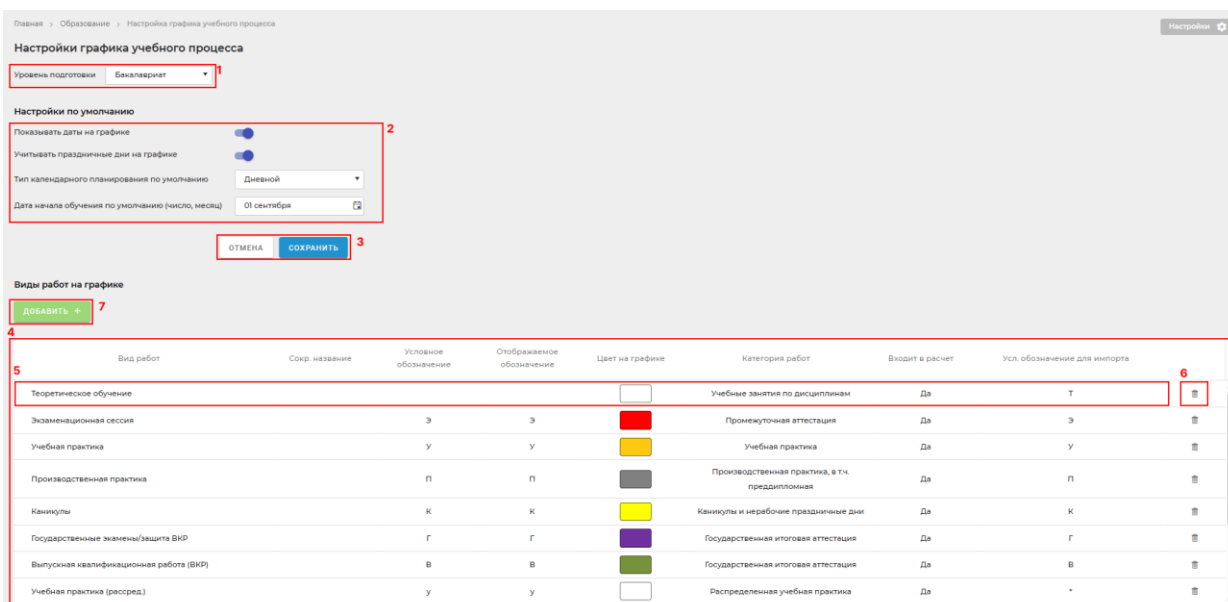 Главная > Образование > Настройка графика учебного процесса
Настройки
Настройки графика учебного процесса
Уровень подготовки Бакалавриат 1
Настройки по умолчанию
Показывать даты на графике 2
Учитывать праздничные дни на графике
Тип календарного планирования по умолчанию Дневной
Дата начала обучения по умолчанию (число, месяц) 01 сентября
ОТМЕНА СОХРАНИТЬ 3
Виды работ на графике
ДОБАВИТЬ + 7
4
Вид работ Сокр. название Условное обозначение Отображаемое обозначение Цвет на графике Категория работ Входит в расчет Усл. обозначение для импорта
5 6
Теоретическое обучение Учебные занятия по дисциплинам Да Т
Экзаменационная сессия Э Э Промежуточная аттестация Да Э
Учебная практика У У Учебная практика Да У
Производственная практика П П Производственная практика, в т.ч. преддипломная Да П
Каникулы К К Каникулы и нерабочие праздничные дни Да К
Государственные экзамены/защита ВКР Г Г Государственная итоговая аттестация Да Г
Выпускная квалификационная работа (ВКР) В В Государственная итоговая аттестация Да В
Учебная практика (рассред.) у у Распределенная учебная практика Да *